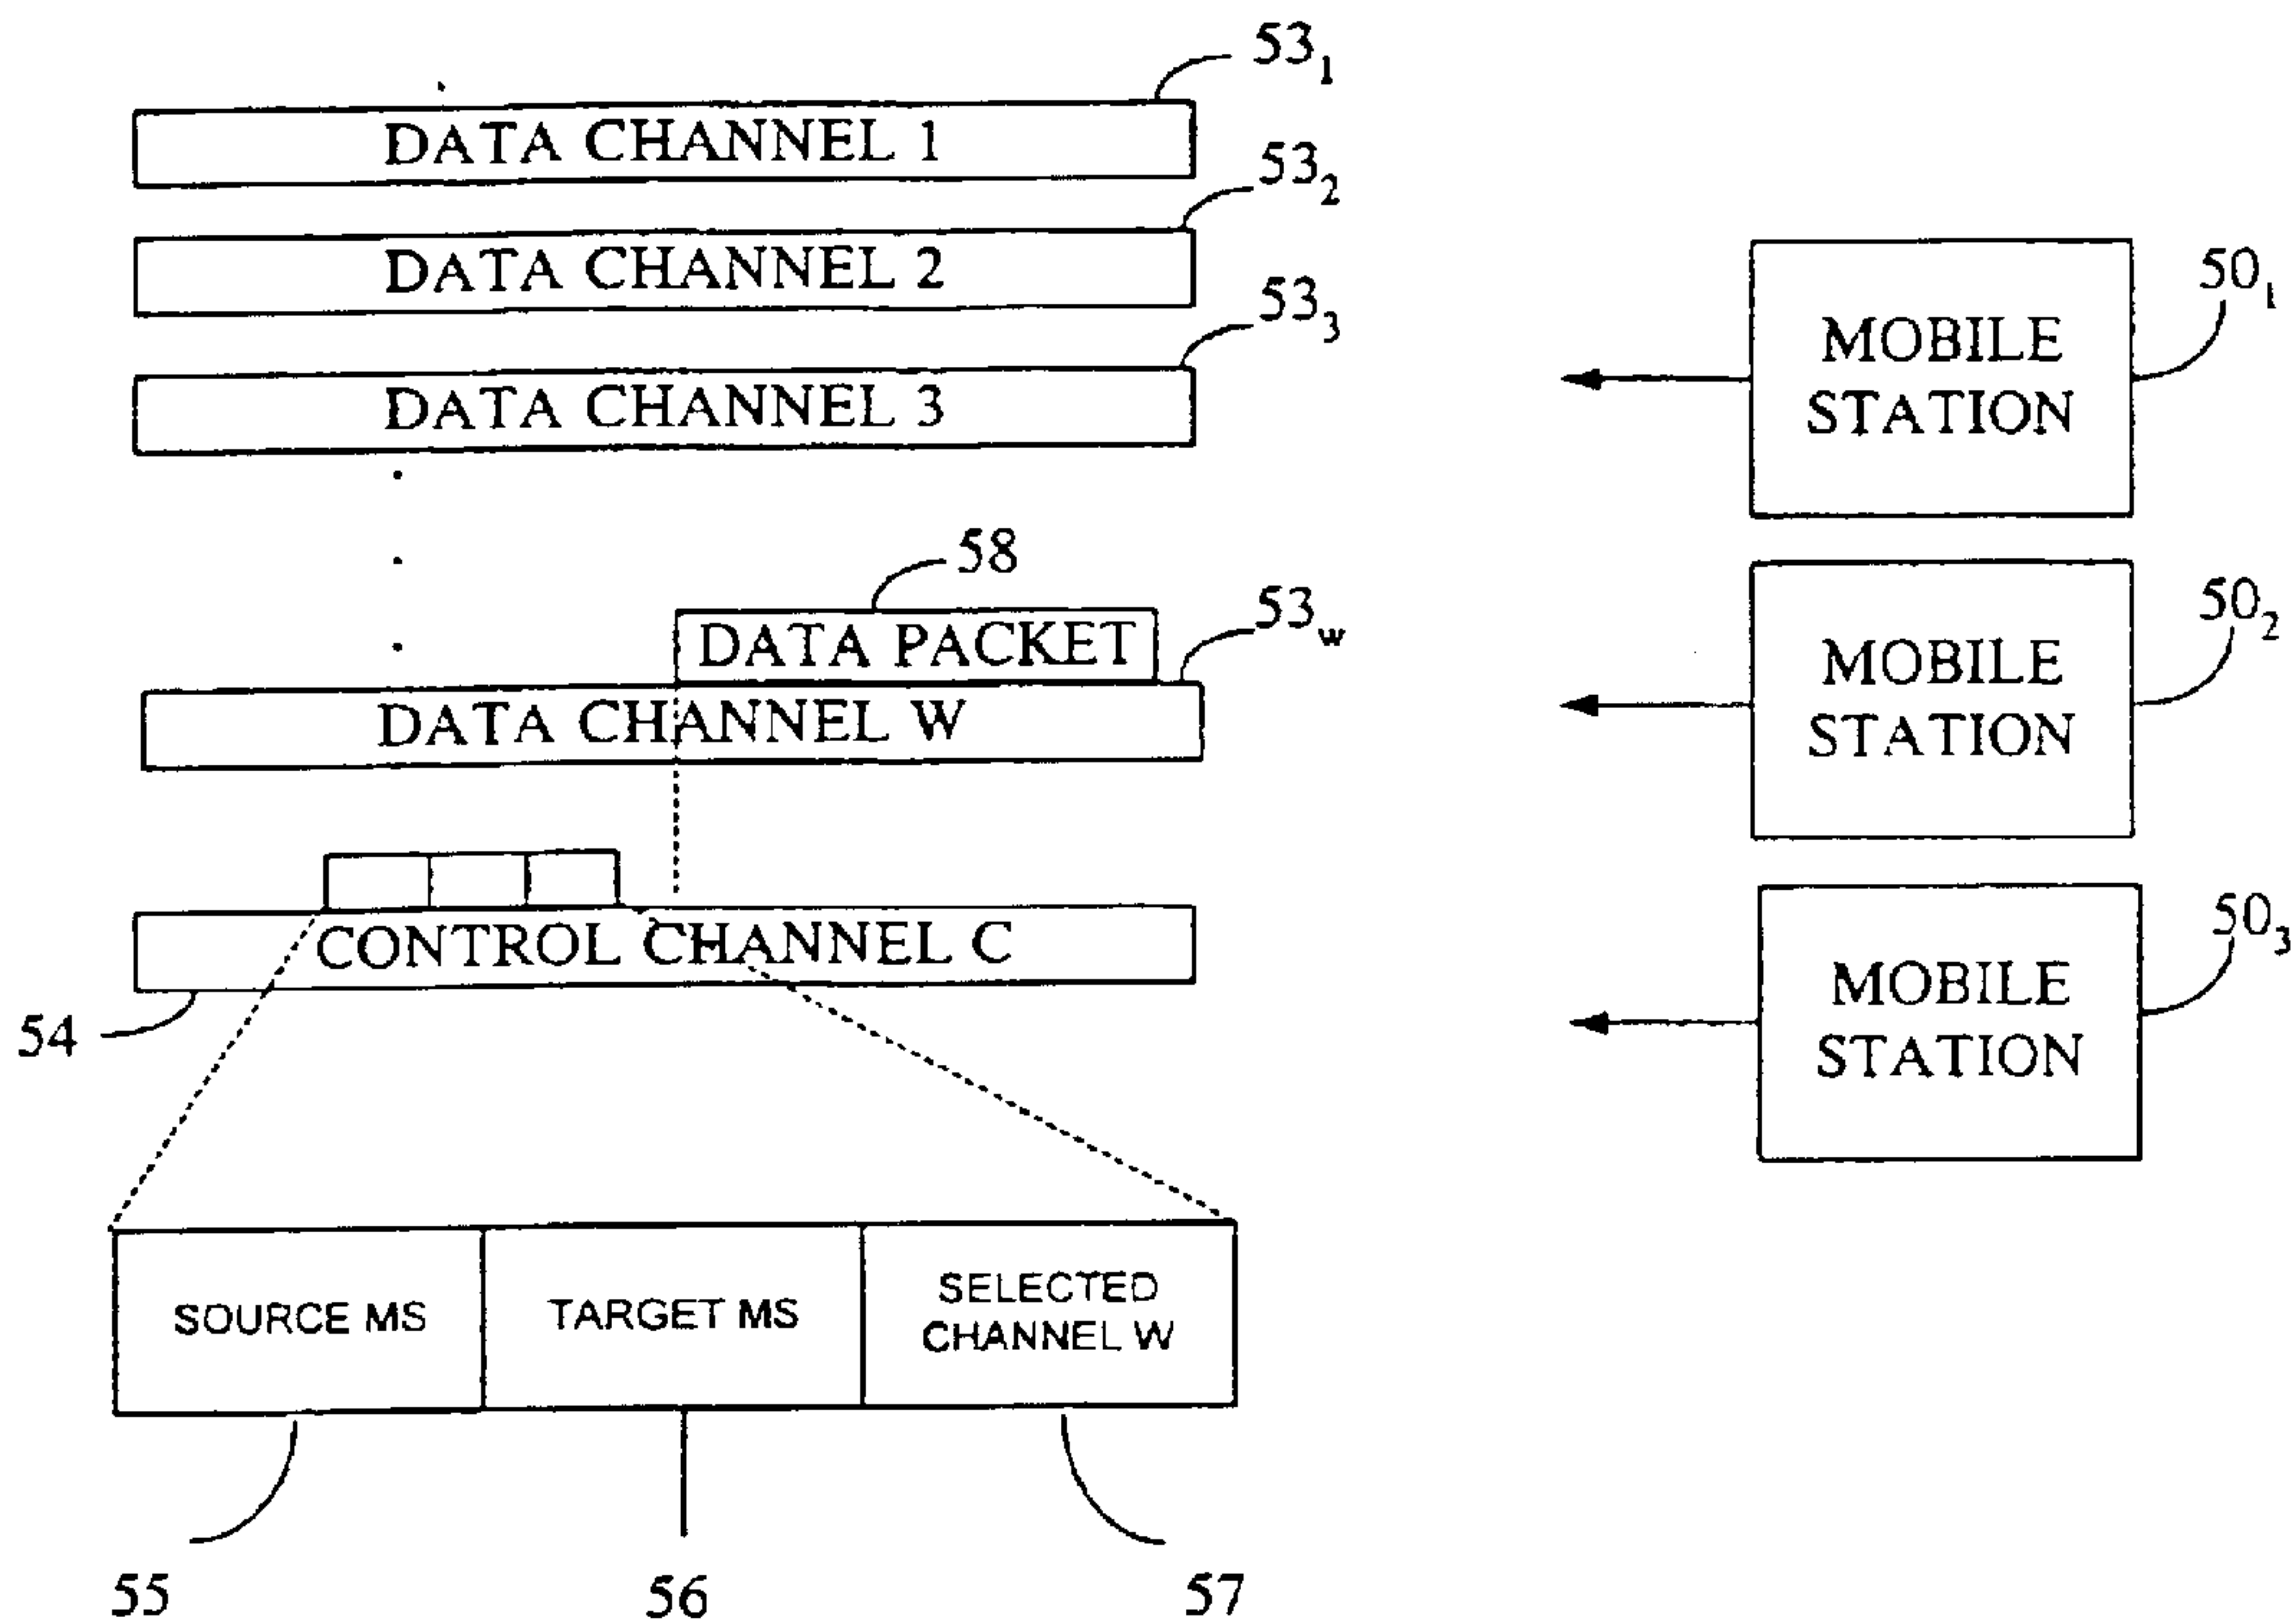 53₁
DATA CHANNEL 1
53₂
DATA CHANNEL 2
53₃
DATA CHANNEL 3
58
DATA PACKET
53w
DATA CHANNEL W
CONTROL CHANNEL C
54
SOURCE MS
TARGET MS
SELECTED
CHANNEL W
55
56
57
MOBILE
STATION
50₁
MOBILE
STATION
50₂
MOBILE
STATION
50₃